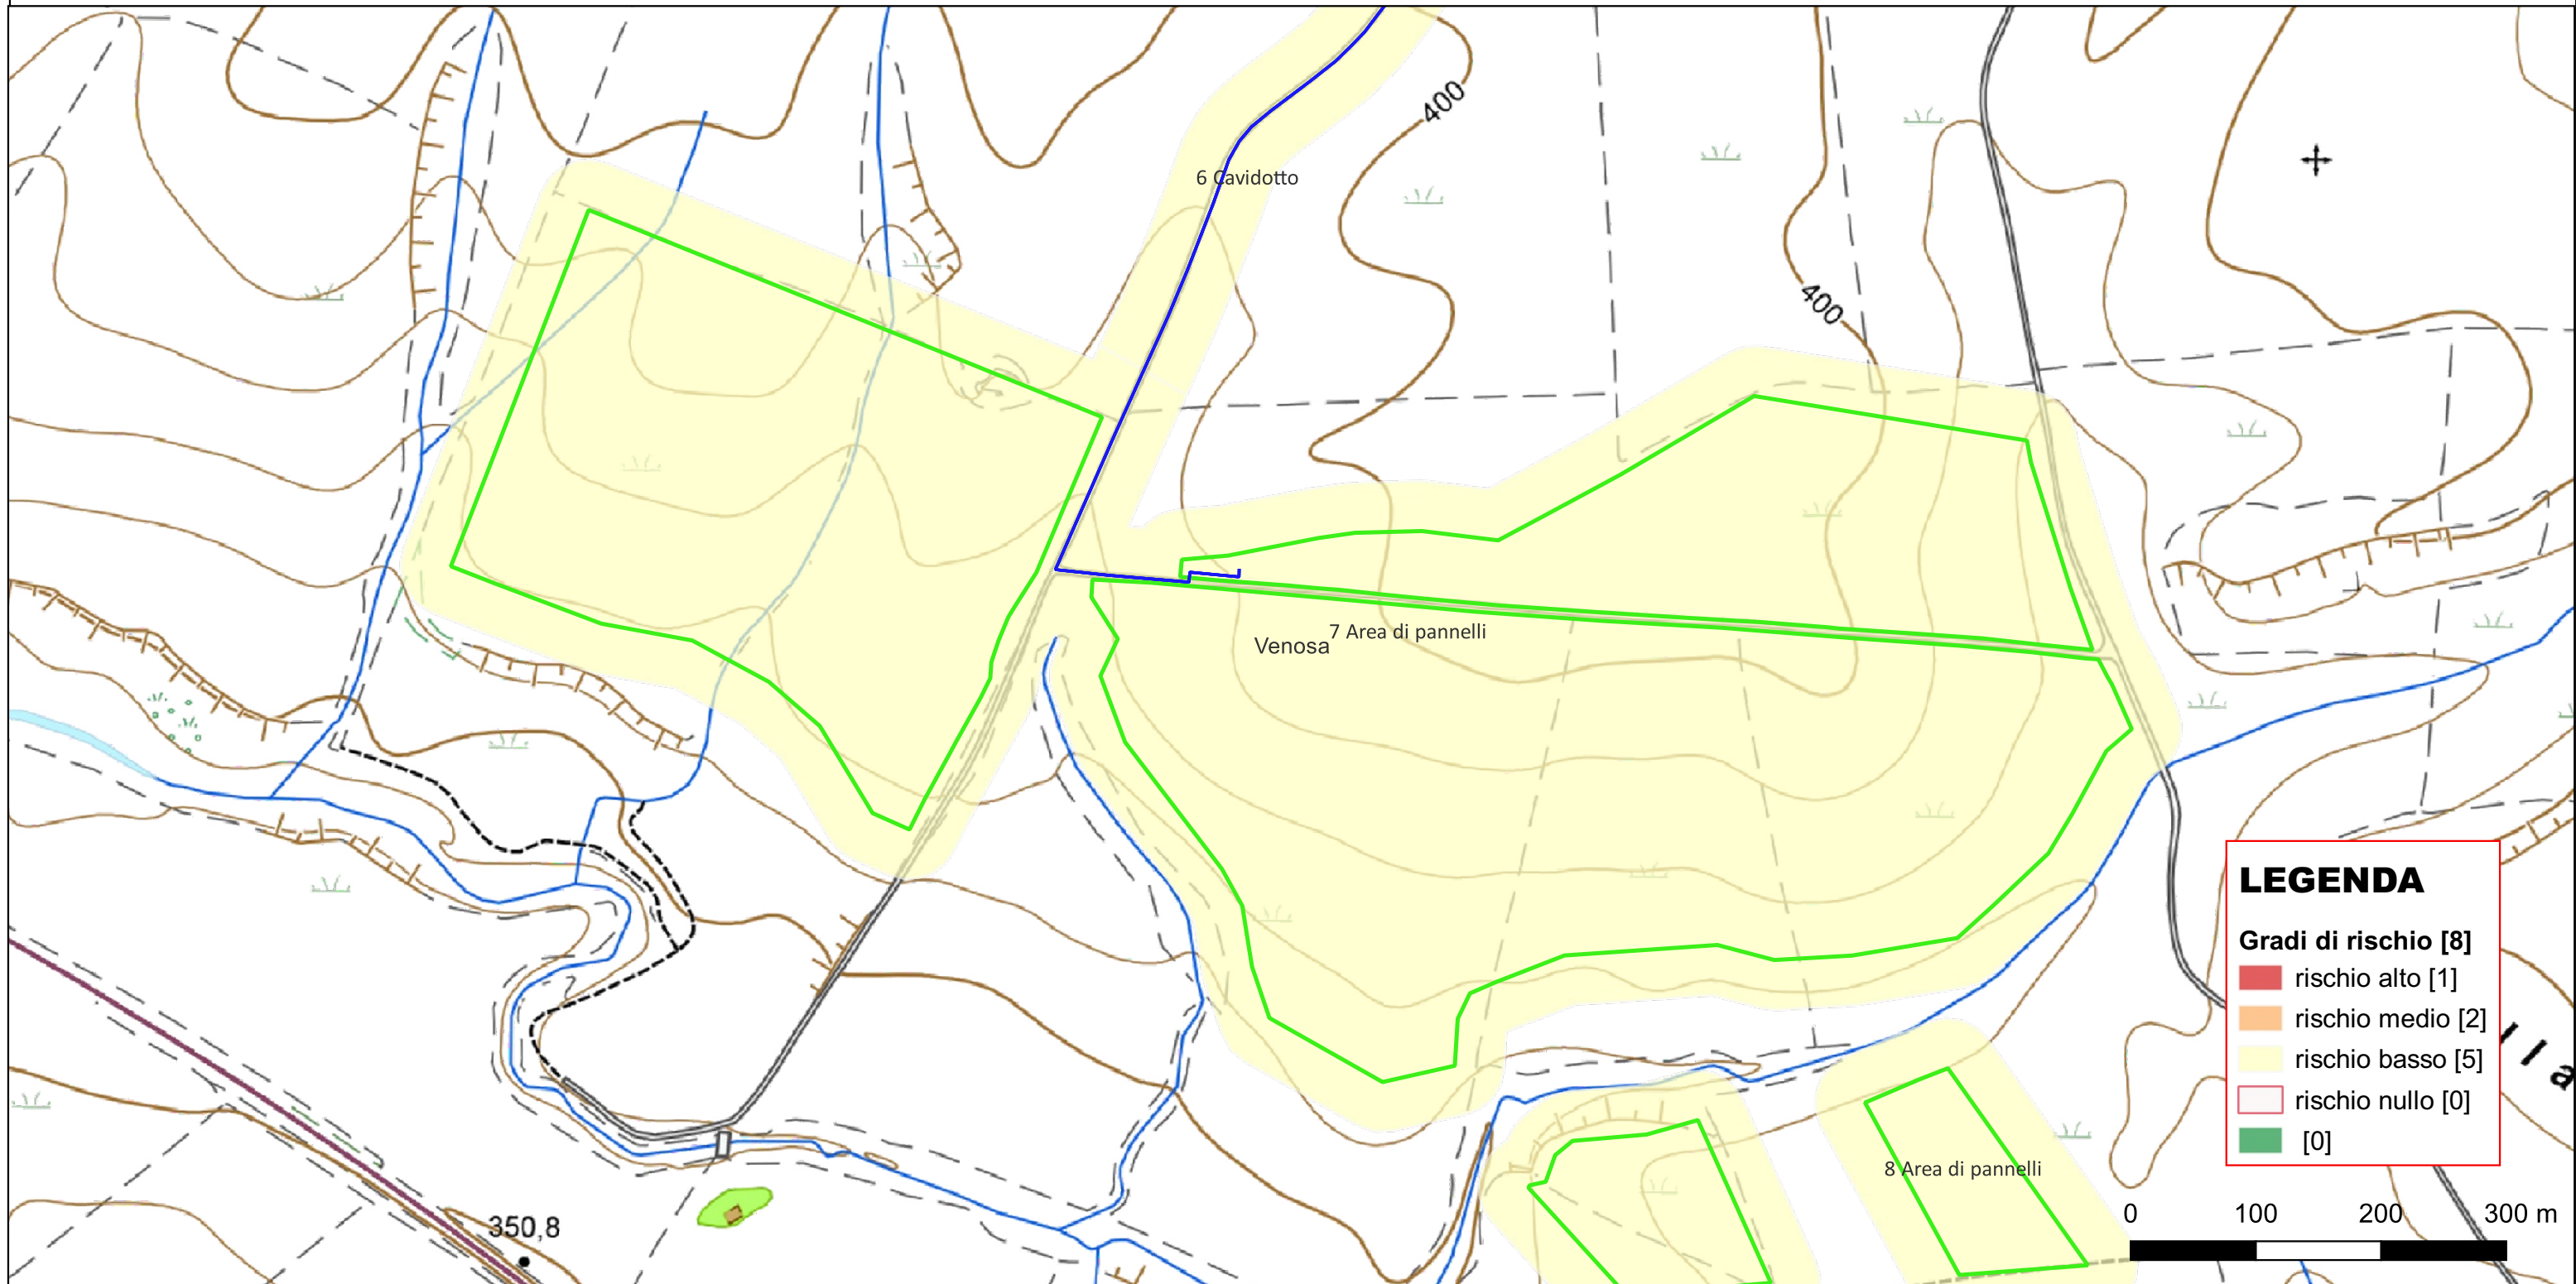 400
6 Cavidotto
400
7 Area di pannelli
Venosa
LEGENDA
Gradi di rischio [8]
rischio alto [1]
rischio medio [2]
rischio basso [5]
rischio nullo [0]
[0]
lla
8 Area di pannelli
350,8
0 100 200 300 m